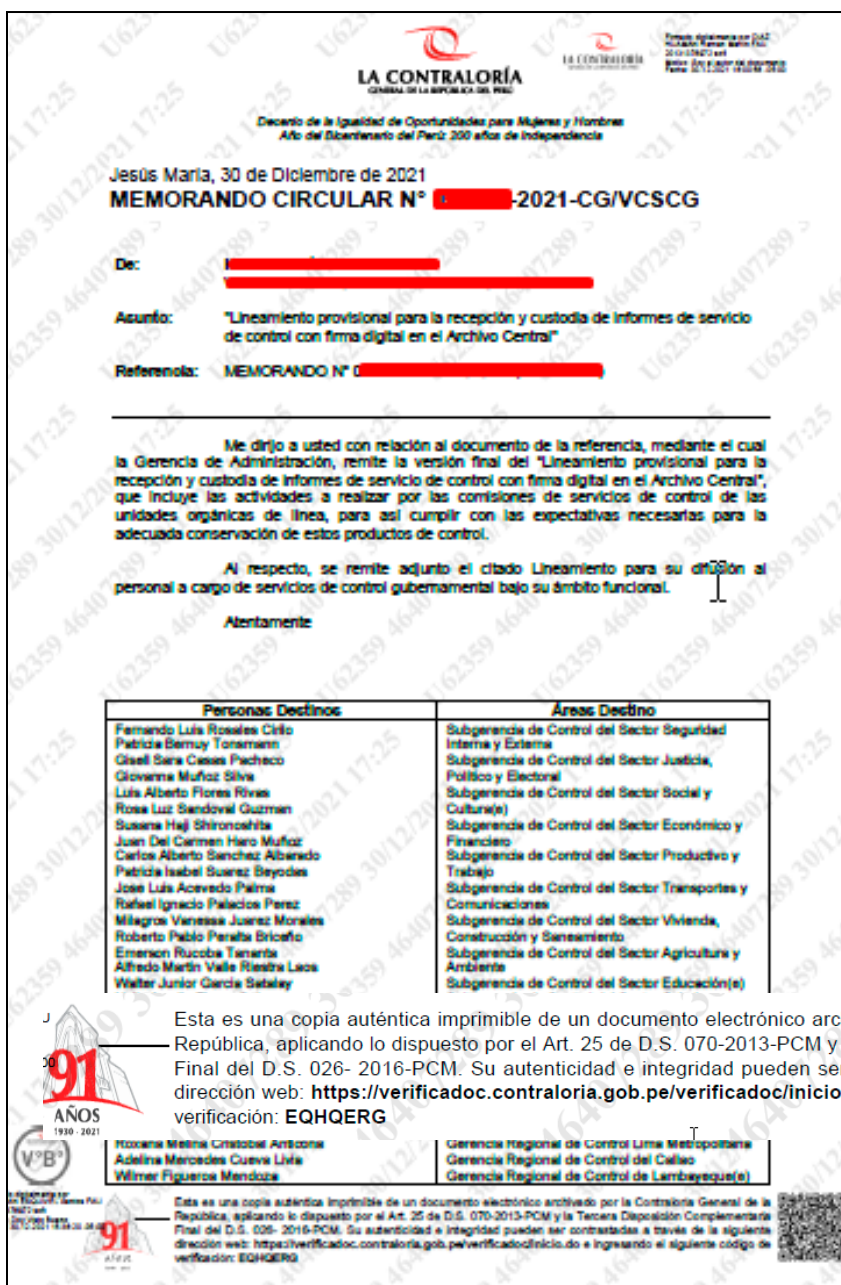 LA CONTRALORÍA
GENERAL DE LA REPÚBLICA DEL PERÚ
LA CONTRALORÍA
Decenio de la Igualdad de Oportunidades para Mujeres y Hombres
Año del Bicentenario del Perú: 200 años de Independencia
Jesús María, 30 de Diciembre de 2021
MEMORANDO CIRCULAR N° -2021-CG/VCSCG
De:
Asunto: "Lineamiento provisional para la recepción y custodia de informes de servicio
de control con firma digital en el Archivo Central"
Referencia: MEMORANDO N° 0
Me dirijo a usted con relación al documento de la referencia, mediante el cual
la Gerencia de Administración, remite la versión final del "Lineamiento provisional para la
recepción y custodia de informes de servicio de control con firma digital en el Archivo Central",
que incluye las actividades a realizar por las comisiones de servicios de control de las
unidades orgánicas de línea, para así cumplir con las expectativas necesarias para la
adecuada conservación de estos productos de control.
Al respecto, se remite adjunto el citado Lineamiento para su difusión al
personal a cargo de servicios de control gubernamental bajo su ámbito funcional.
Atentamente
Personas Destinos Áreas Destino
Fernando Luis Rosales Cirilo Subgerencia de Control del Sector Seguridad
Patricia Bernuy Tonsmann Interna y Externa
Gisell Sara Casas Pacheco Subgerencia de Control del Sector Justicia,
Giovanna Muñoz Silva Político y Electoral
Luis Alberto Flores Rivas Subgerencia de Control del Sector Social y
Rosa Luz Sandoval Guzman Cultura(e)
Susana Haji Shironoshita Subgerencia de Control del Sector Económico y
Juan Del Carmen Haro Muñoz Financiero
Carlos Alberto Sanchez Albarado Subgerencia de Control del Sector Productivo y
Patricia Isabel Suarez Beyodas Trabajo
Jose Luis Acevedo Palma Subgerencia de Control del Sector Transportes y
Rafael Ignacio Palacios Perez Comunicaciones
Milagros Vanessa Juarez Morales Subgerencia de Control del Sector Vivienda,
Roberto Pablo Peralta Briceño Construcción y Saneamiento
Emerson Rucoba Tananta Subgerencia de Control del Sector Agricultura y
Alfredo Martin Valle Riestra Laos Ambiente
Walter Junior Garcia Subgerencia de Control del Sector Educación(e)
Esta es una copia auténtica imprimible de un documento electrónico arc
República, aplicando lo dispuesto por el Art. 25 de D.S. 070-2013-PCM y
Final del D.S. 026- 2016-PCM. Su autenticidad e integridad pueden ser
dirección web: https://verificadoc.contraloria.gob.pe/verificadoc/inicio
verificación: EQHQERG
91
AÑOS
1930 - 2021
Roxana Melina Cristobal Anticona Gerencia Regional de Control Lima Metropolitana
Adelina Mercedes Cueva Livia Gerencia Regional de Control del Callao
Wilmer Figueroa Mendoza Gerencia Regional de Control de Lambayeque(e)
V°B°
Esta es una copia auténtica imprimible de un documento electrónico archivado por la Contraloría General de la
República, aplicando lo dispuesto por el Art. 25 de D.S. 070-2013-PCM y la Tercera Disposición Complementaria
Final del D.S. 026- 2016-PCM. Su autenticidad e integridad pueden ser contrastadas a través de la siguiente
dirección web: https://verificadoc.contraloria.gob.pe/verificadoc/inicio.do e ingresando el siguiente código de
verificación: EQHQERG
91
AÑOS